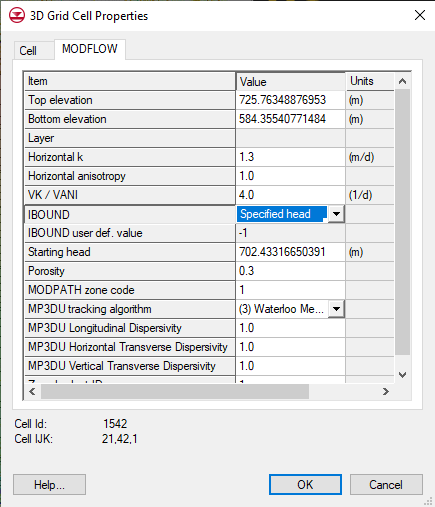 3D Grid Cell Properties
Cell MODFLOW
Item Value Units
Top elevation 725.76348876953 (m)
Bottom elevation 584.35540771484 (m)
Layer
Horizontal k 1.3 (m/d)
Horizontal anisotropy 1.0
VK / VANI 4.0 (1/d)
IBOUND Specified head
IBOUND user def. value -1
Starting head 702.43316650391 (m)
Porosity 0.3
MODPATH zone code 1
MP3DU tracking algorithm (3) Waterloo Me...
MP3DU Longitudinal Dispersivity 1.0
MP3DU Horizontal Transverse Dispersivity 1.0
MP3DU Vertical Transverse Dispersivity 1.0
Cell Id: 1542
Cell IJK: 21,42,1
Help... OK Cancel